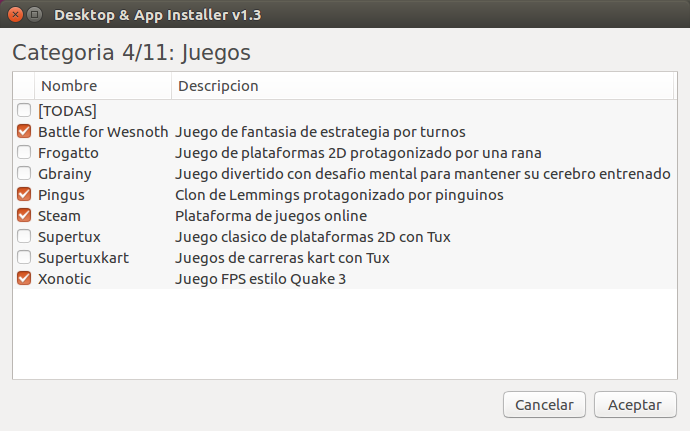 Desktop & App Installer v1.3
Categoria 4/11: Juegos
Nombre Descripcion
[TODAS]
Battle for Wesnoth Juego de fantasia de estrategia por turnos
Frogatto Juego de plataformas 2D protagonizado por una rana
Gbrainy Juego divertido con desafio mental para mantener su cerebro entrenado
Pingus Clon de Lemmings protagonizado por pinguinos
Steam Plataforma de juegos online
Supertux Juego clasico de plataformas 2D con Tux
Supertuxkart Juegos de carreras kart con Tux
Xonotic Juego FPS estilo Quake 3
Cancelar Aceptar